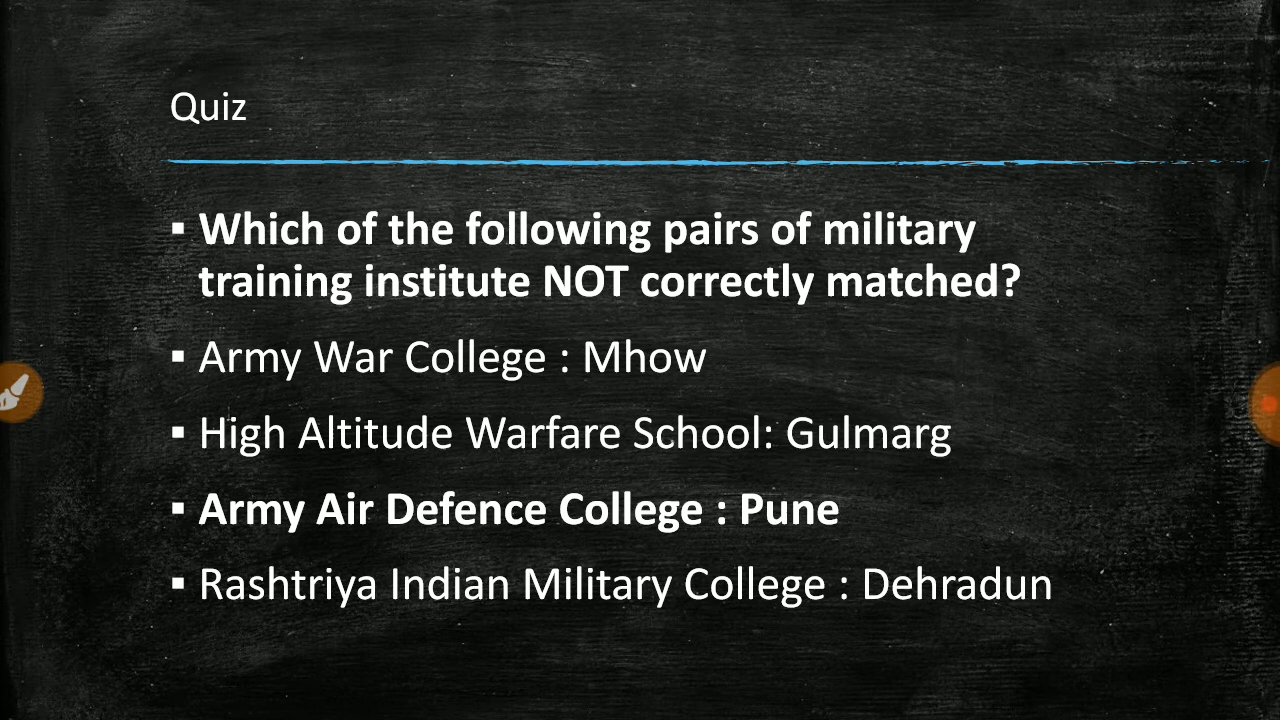 Quiz
▪ Which of the following pairs of military
training institute NOT correctly matched?
▪ Army War College : Mhow
▪ High Altitude Warfare School: Gulmarg
▪ Army Air Defence College : Pune
▪ Rashtriya Indian Military College : Dehradun